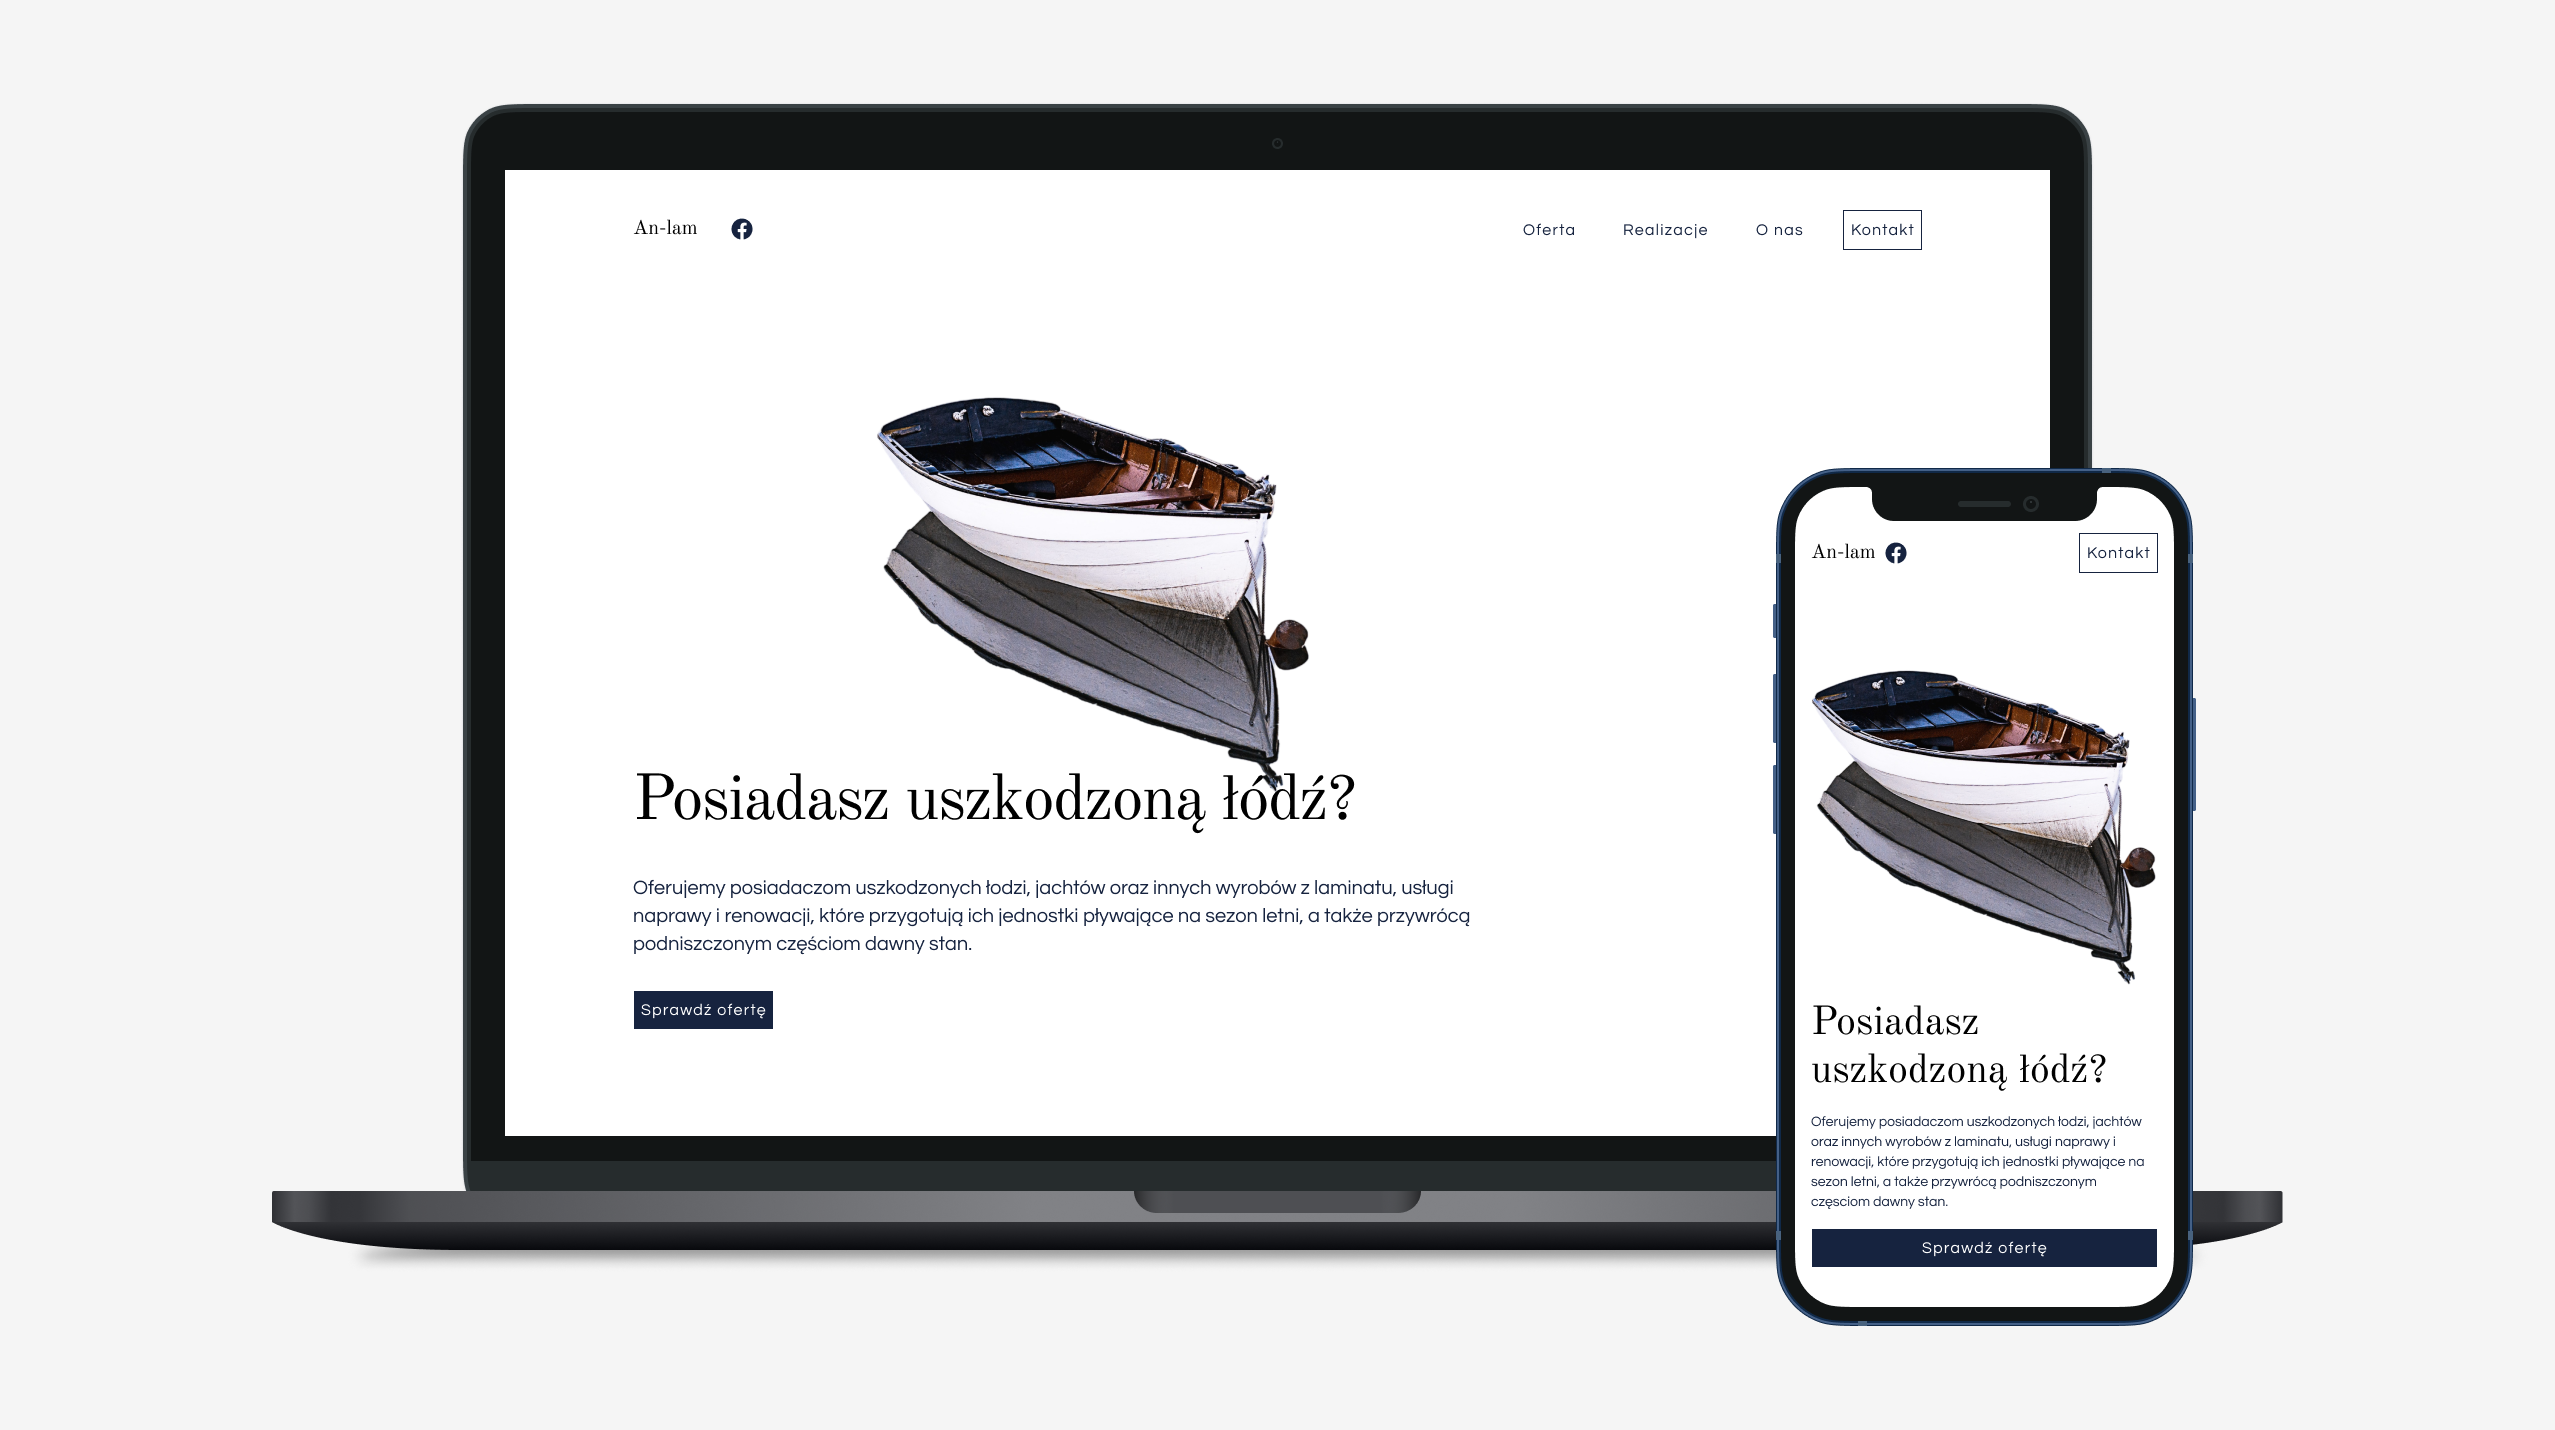 An-lam
Oferta Realizacje O nas Kontakt
Posiadasz uszkodzoną łódź?
Oferujemy posiadaczom uszkodzonych łodzi, jachtów oraz innych wyrobów z laminatu, usługi
naprawy i renowacji, które przygotują ich jednostki pływające na sezon letni, a także przywrócą
podniszczonym częściom dawny stan.
Sprawdź ofertę
An-lam
Kontakt
Posiadasz
uszkodzoną łódź?
Oferujemy posiadaczom uszkodzonych łodzi, jachtów
oraz innych wyrobów z laminatu, usługi naprawy i
renowacji, które przygotują ich jednostki pływające na
sezon letni, a także przywrócą podniszczonym
częsciom dawny stan.
Sprawdź ofertę